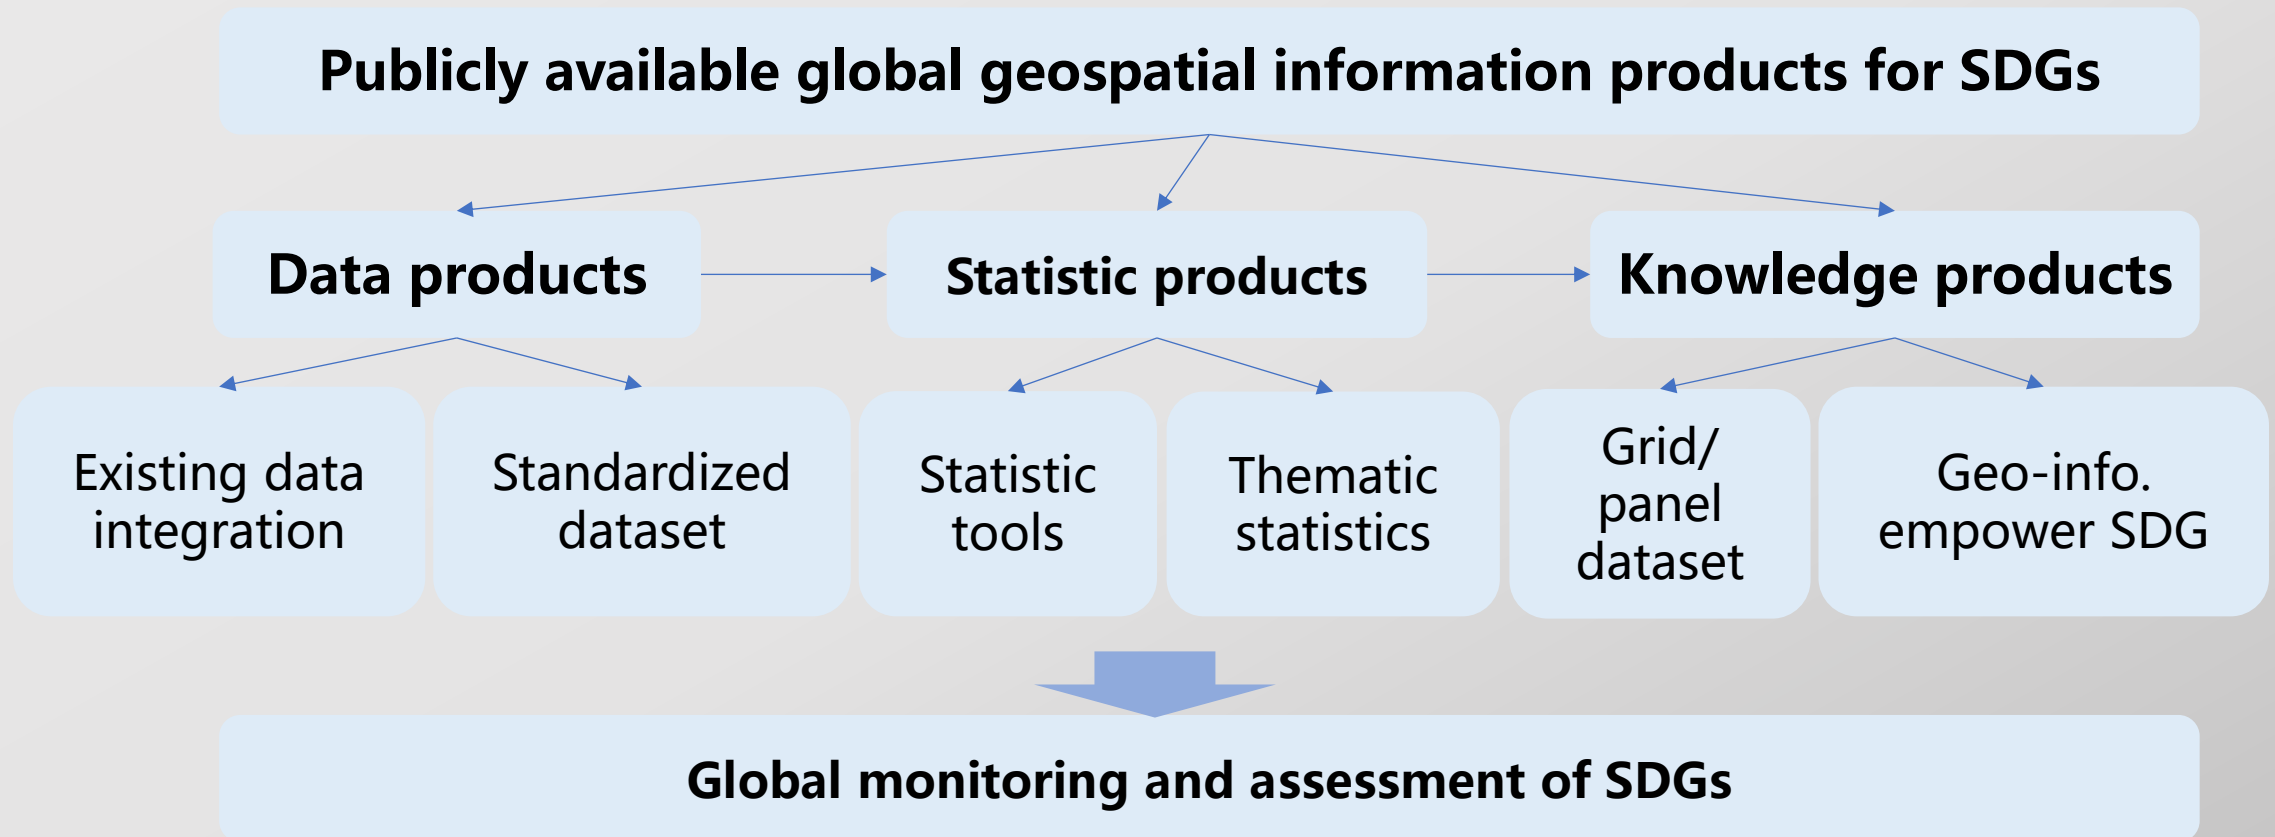 Publicly available global geospatial information products for SDGs
Data products
Statistic products
Knowledge products
Existing data
integration
Standardized
dataset
Statistic
tools
Thematic
statistics
Grid/
panel
dataset
Geo-info.
empower SDG
Global monitoring and assessment of SDGs